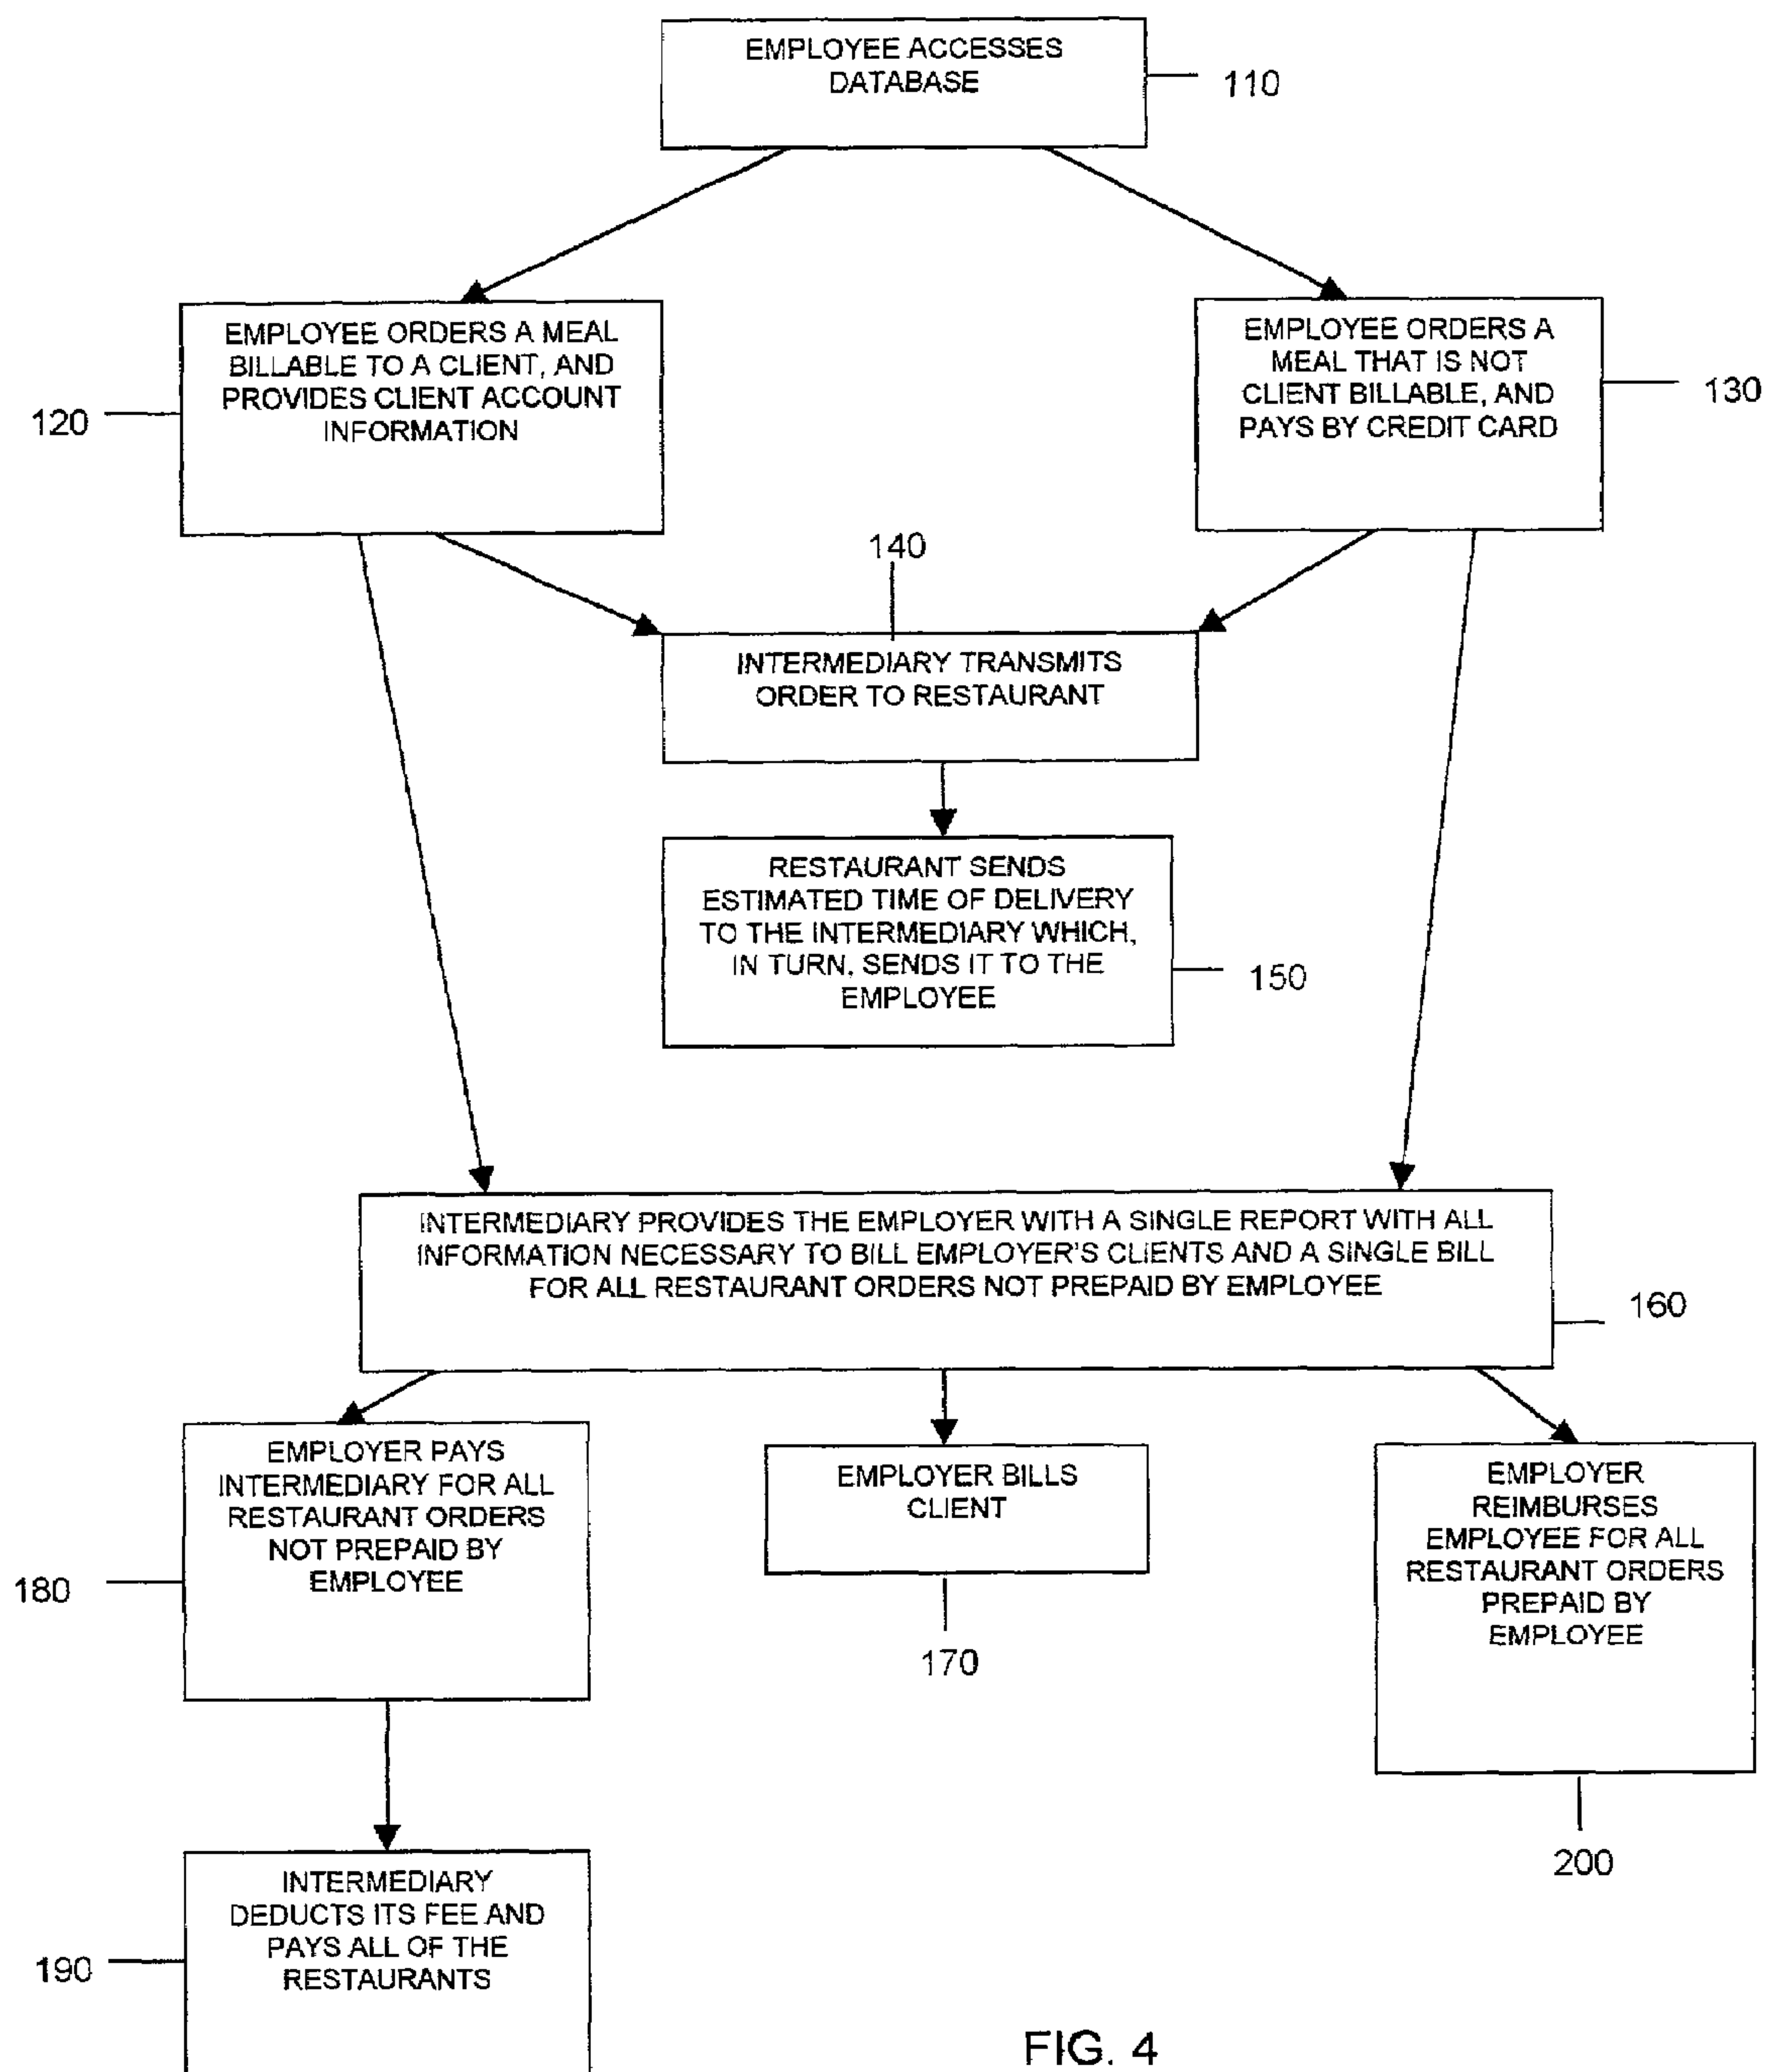 EMPLOYEE ACCESSES
DATABASE
110
EMPLOYEE ORDERS A MEAL
BILLABLE TO A CLIENT, AND
PROVIDES CLIENT ACCOUNT
INFORMATION
120
EMPLOYEE ORDERS A
MEAL THAT IS NOT
CLIENT BILLABLE, AND
PAYS BY CREDIT CARD
130
140
INTERMEDIARY TRANSMITS
ORDER TO RESTAURANT
RESTAURANT SENDS
ESTIMATED TIME OF DELIVERY
TO THE INTERMEDIARY WHICH,
IN TURN, SENDS IT TO THE
EMPLOYEE
150
INTERMEDIARY PROVIDES THE EMPLOYER WITH A SINGLE REPORT WITH ALL
INFORMATION NECESSARY TO BILL EMPLOYER'S CLIENTS AND A SINGLE BILL
FOR ALL RESTAURANT ORDERS NOT PREPAID BY EMPLOYEE
160
EMPLOYER PAYS
INTERMEDIARY FOR ALL
RESTAURANT ORDERS
NOT PREPAID BY
EMPLOYEE
180
EMPLOYER BILLS
CLIENT
170
EMPLOYER
REIMBURSES
EMPLOYEE FOR ALL
RESTAURANT ORDERS
PREPAID BY
EMPLOYEE
200
INTERMEDIARY
DEDUCTS ITS FEE AND
PAYS ALL OF THE
RESTAURANTS
190
FIG. 4